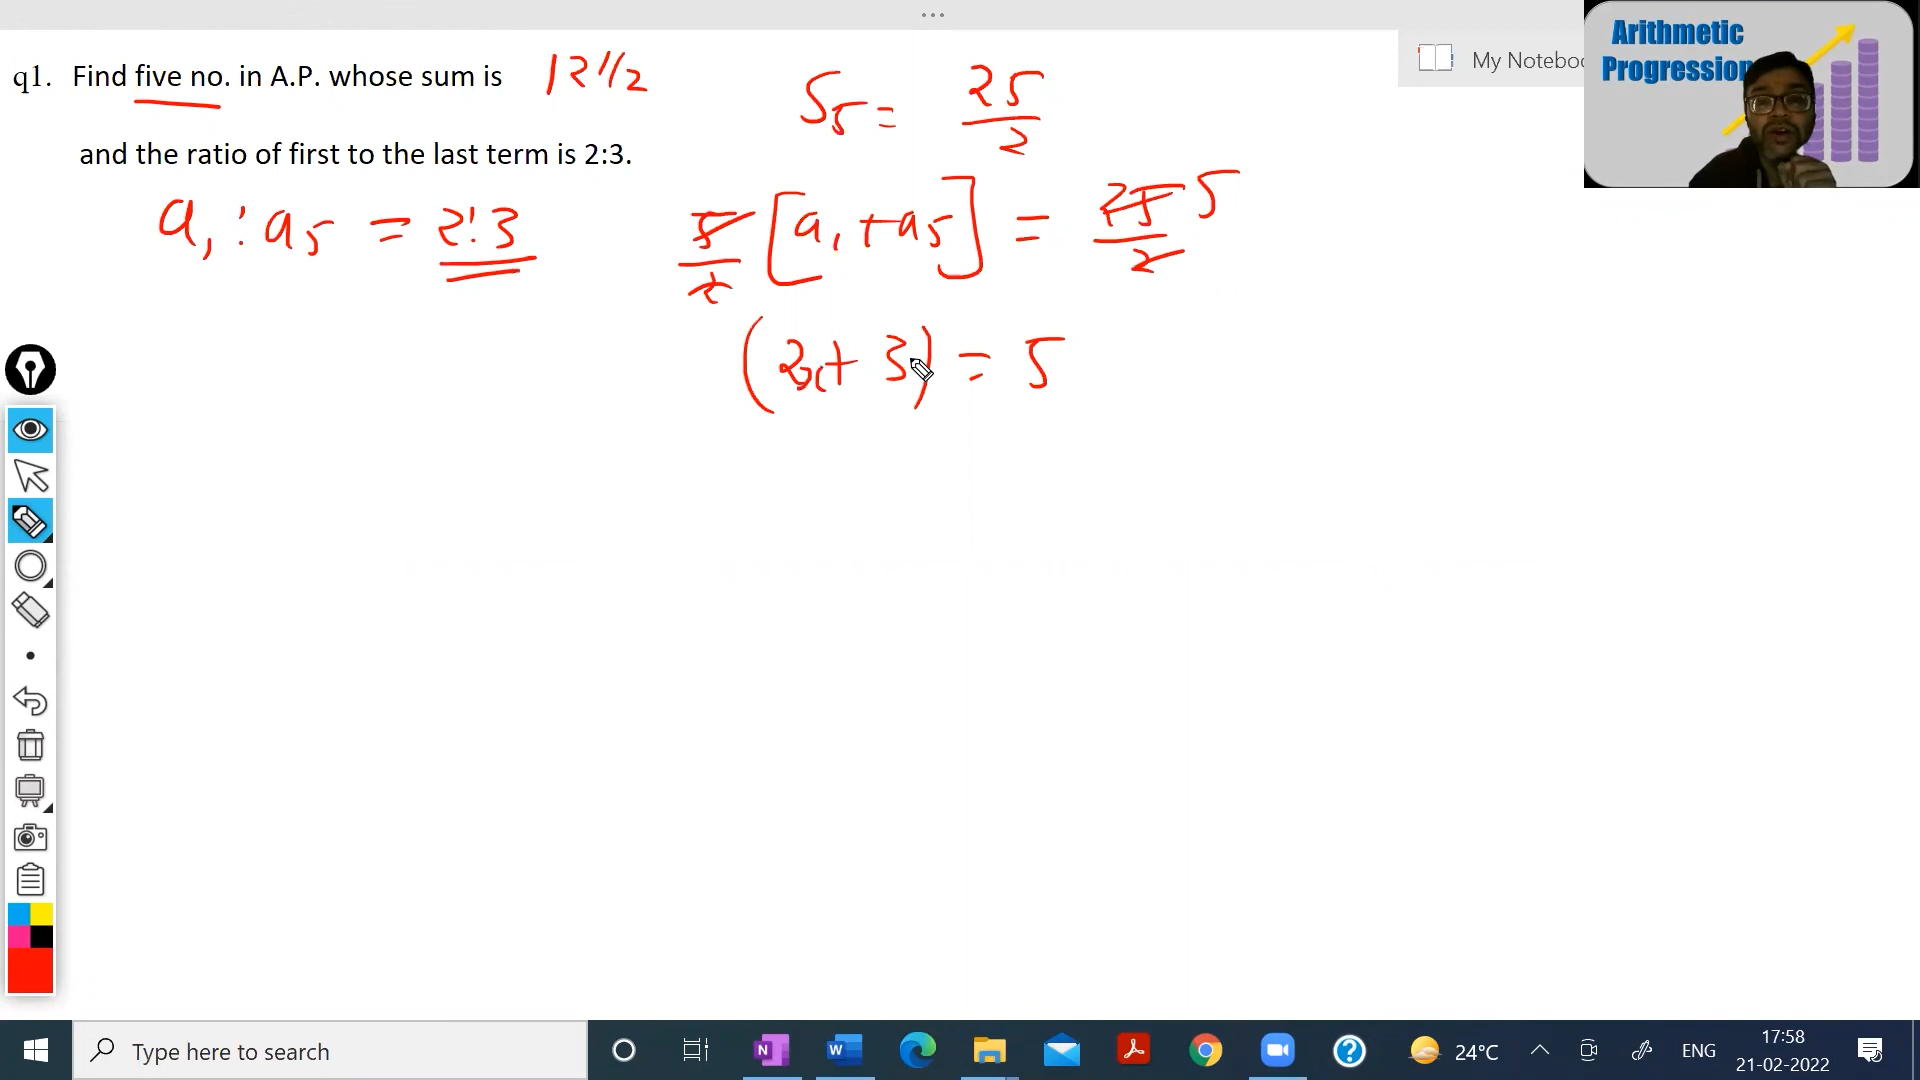 q1. Find five no. in A.P. whose sum is 12 1/2
and the ratio of first to the last term is 2:3.
a₁ : a₅ = 2:3
S₅ = 25/2
5/2 [a₁ + a₅] = 25/2 5
(2x + 3) = 5
My Noteboo
Arithmetic
Progression
Type here to search
24°C
ENG
17:58
21-02-2022